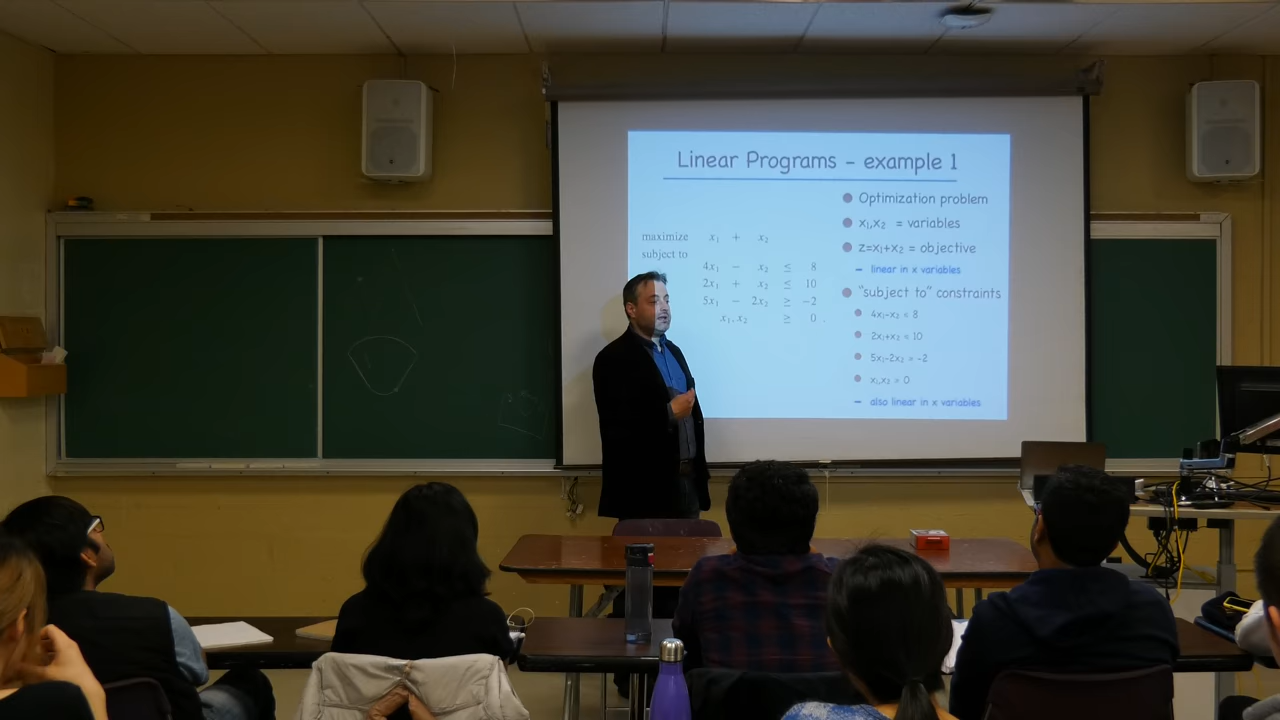 Linear Programs - example 1
maximize x₁ + x₂
subject to
4x₁ - x₂ ≤ 8
2x₁ + x₂ ≤ 10
5x₁ - 2x₂ ≥ -2
x₁, x₂ ≥ 0 .
Optimization problem
x₁,x₂ = variables
z=x₁+x₂ = objective
- linear in x variables
"subject to" constraints
4x₁-x₂ < 8
2x₁+x₂ < 10
5x₁-2x₂ = -2
x₁,x₂ = 0
- also linear in x variables